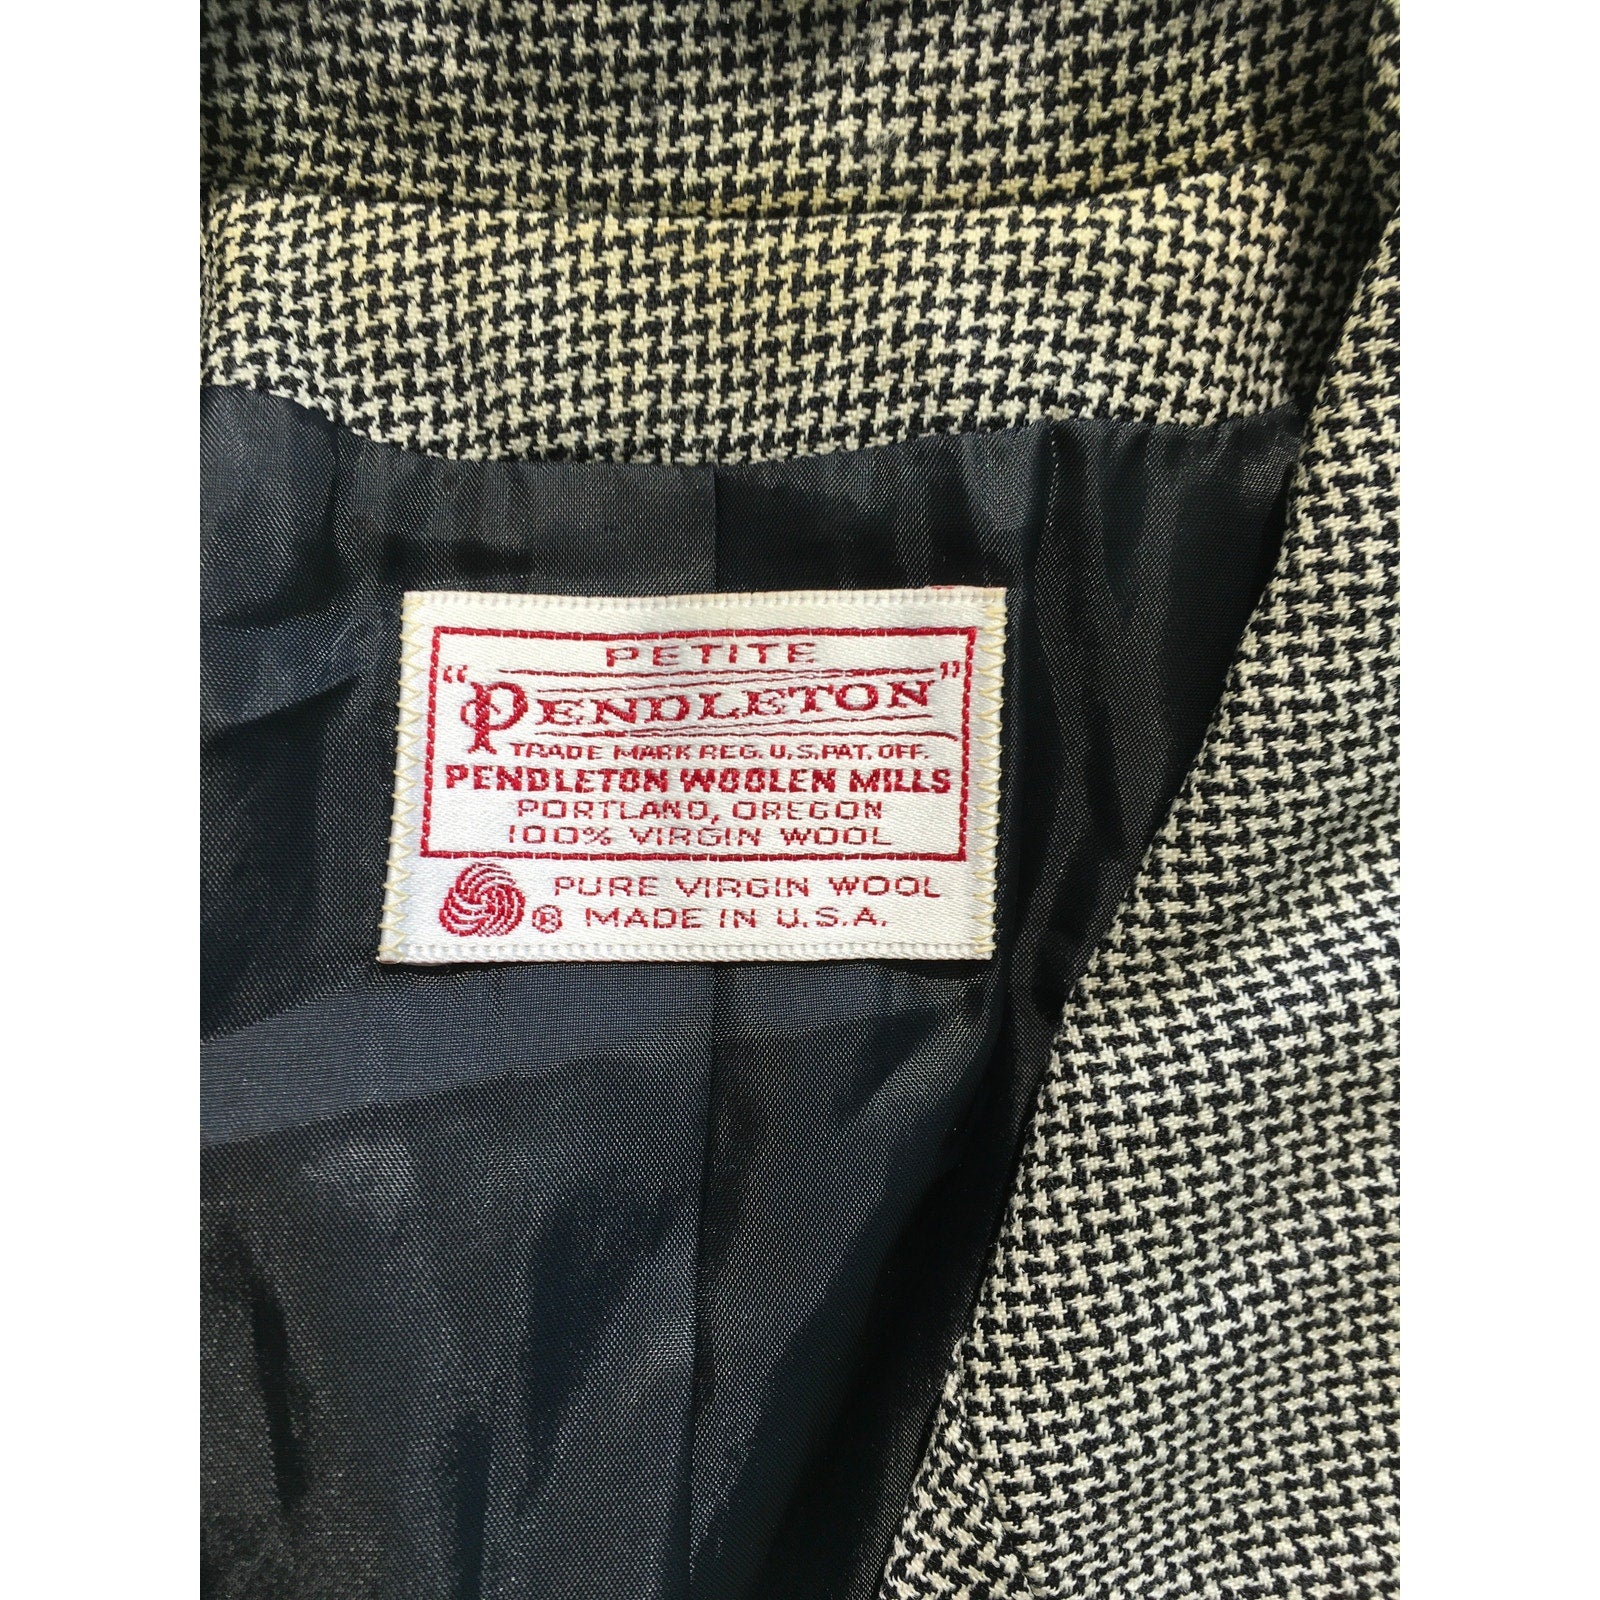 PETITE
"PENDLETON"
TRADE MARK REG. U.S. PAT. OFF.
PENDLETON WOOLEN MILLS
PORTLAND, OREGON
100% VIRGIN WOOL
PURE VIRGIN WOOL
® MADE IN U.S.A.